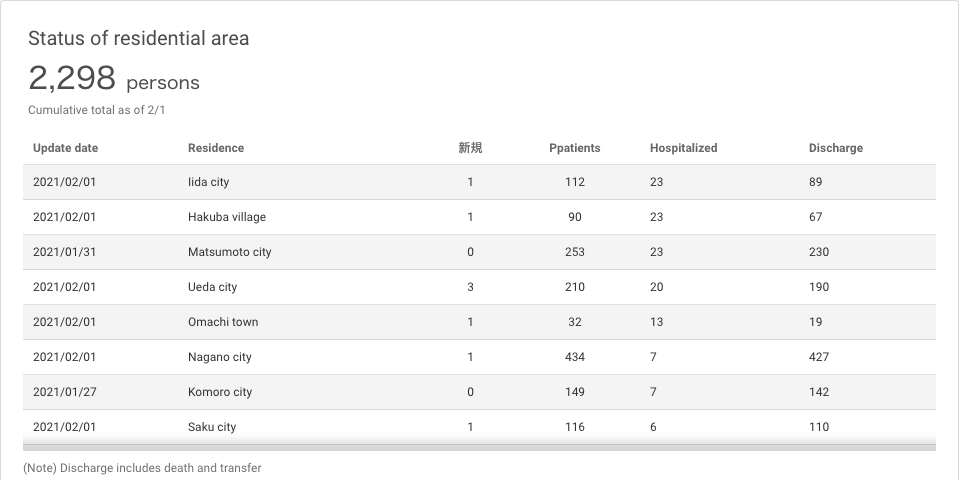 Status of residential area
2,298 persons
Cumulative total as of 2/1
Update date Residence 新規 Ppatients Hospitalized Discharge
2021/02/01 Iida city 1 112 23 89
2021/02/01 Hakuba village 1 90 23 67
2021/01/31 Matsumoto city 0 253 23 230
2021/02/01 Ueda city 3 210 20 190
2021/02/01 Omachi town 1 32 13 19
2021/02/01 Nagano city 1 434 7 427
2021/01/27 Komoro city 0 149 7 142
2021/02/01 Saku city 1 116 6 110
(Note) Discharge includes death and transfer